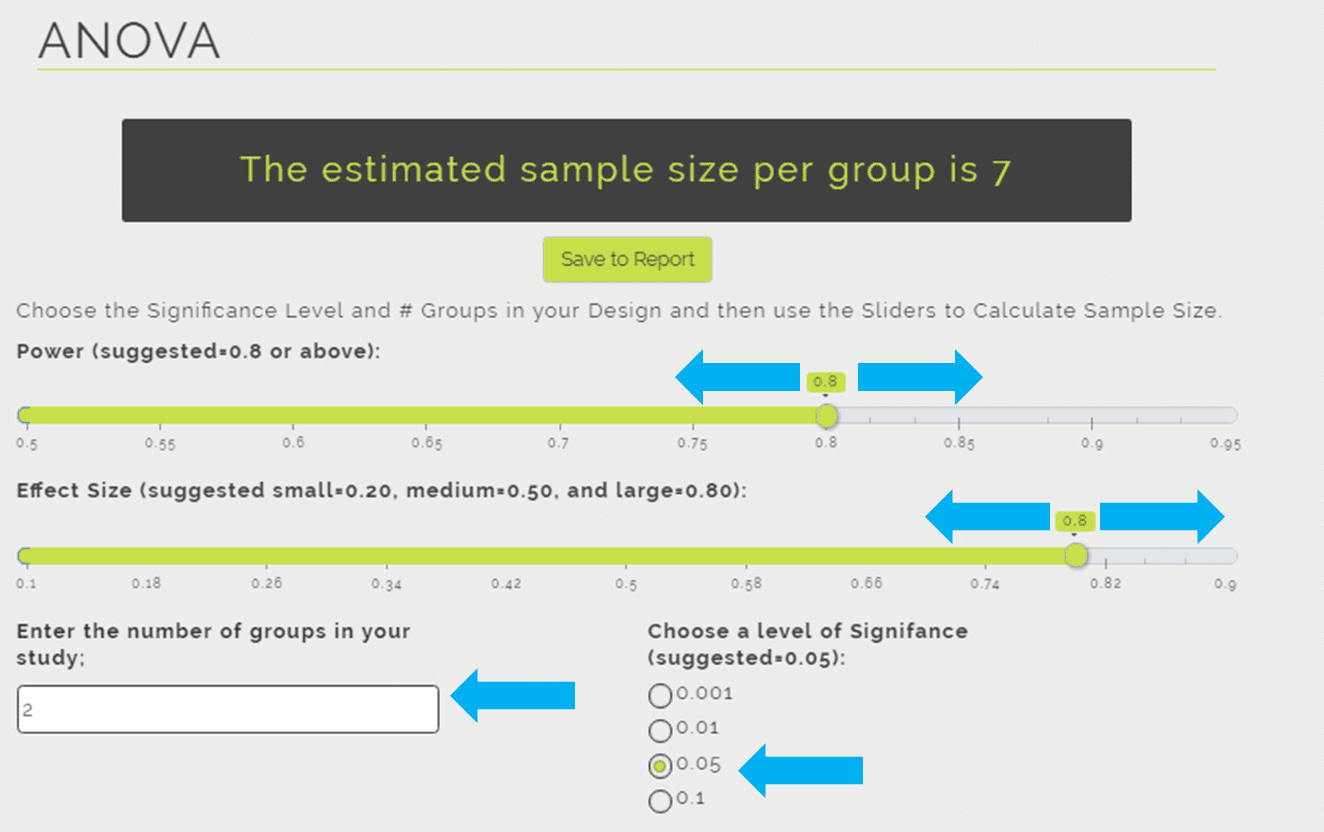 ANOVA
The estimated sample size per group is 7
Save to Report
Choose the Significance Level and # Groups in your Design and then use the Sliders to Calculate Sample Size.
Power (suggested=0.8 or above):
0.8
0.5 0.55 0.6 0.65 0.7 0.75 0.8 0.85 0.9 0.95
Effect Size (suggested small=0.20, medium=0.50, and large=0.80):
0.8
0.1 0.18 0.26 0.34 0.42 0.5 0.58 0.66 0.74 0.82 0.9
Enter the number of groups in your
study;
2
Choose a level of Signifance
(suggested=0.05):
0.001
0.01
0.05
0.1